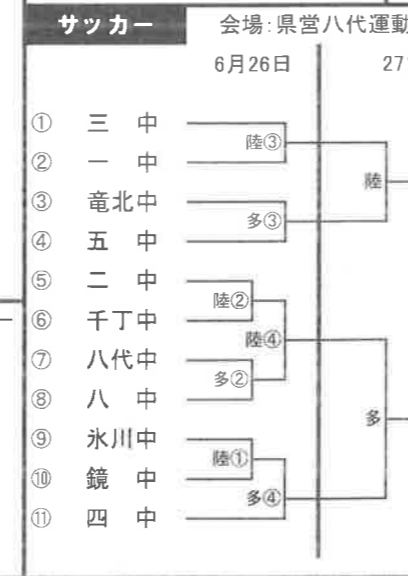 サッカー 会場:県営八代運動
6月26日 27
① 三 中
陸③
② 一 中
陸
③ 竜北中
多③
④ 五 中
⑤ 二 中
陸②
⑥ 千丁中
陸④
⑦ 八代中
多②
⑧ 八 中
多
⑨ 氷川中
陸①
⑩ 鏡 中
多④
⑪ 四 中